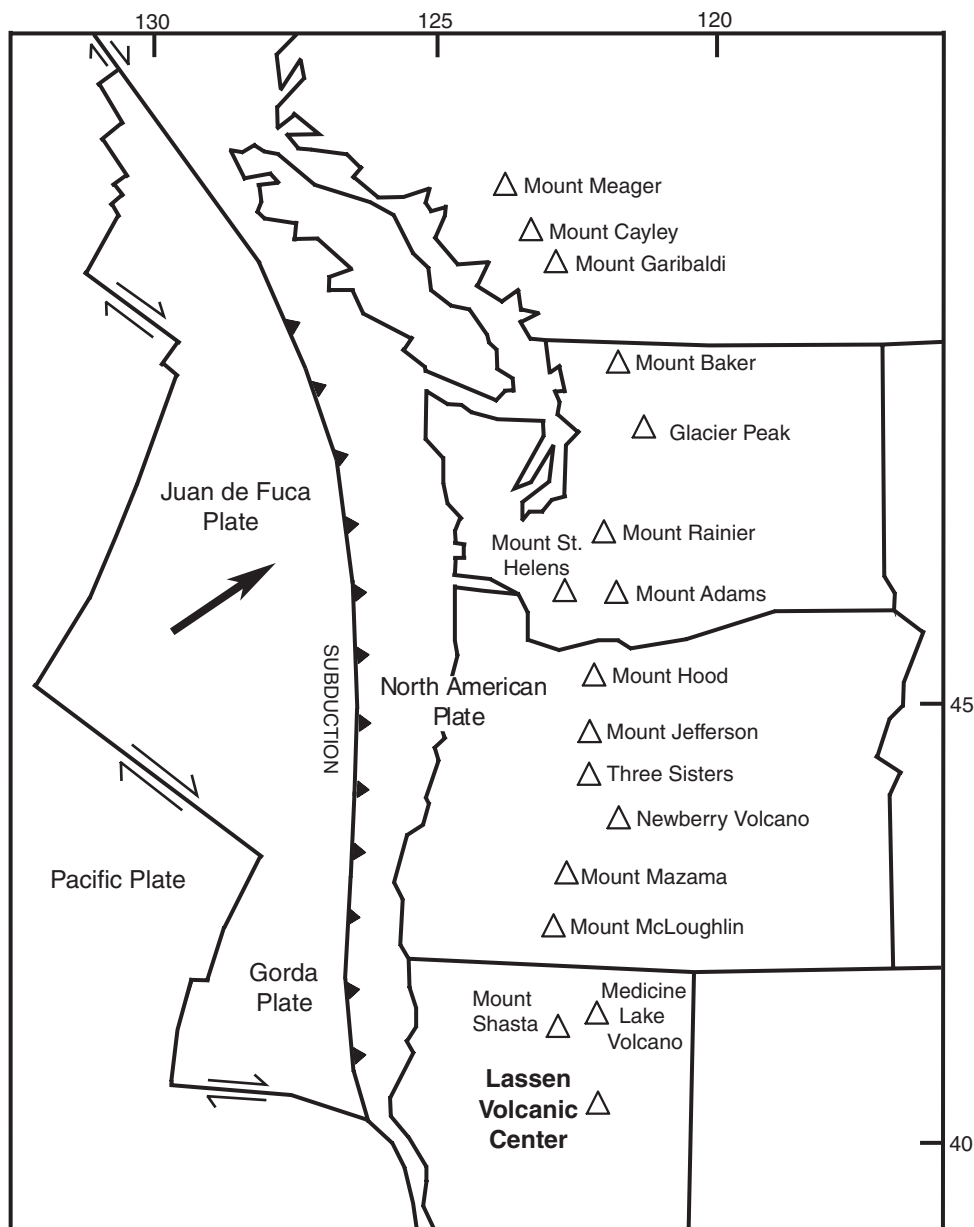 130
125
120
Mount Meager
Mount Cayley
Mount Garibaldi
Mount Baker
Glacier Peak
Juan de Fuca
Plate
Mount Rainier
Mount St.
Helens
Mount Adams
SUBDUCTION
North American
Plate
Mount Hood
45
Mount Jefferson
Three Sisters
Newberry Volcano
Pacific Plate
Mount Mazama
Mount McLoughlin
Gorda
Plate
Mount
Shasta
Medicine
Lake
Volcano
Lassen
Volcanic
Center
40